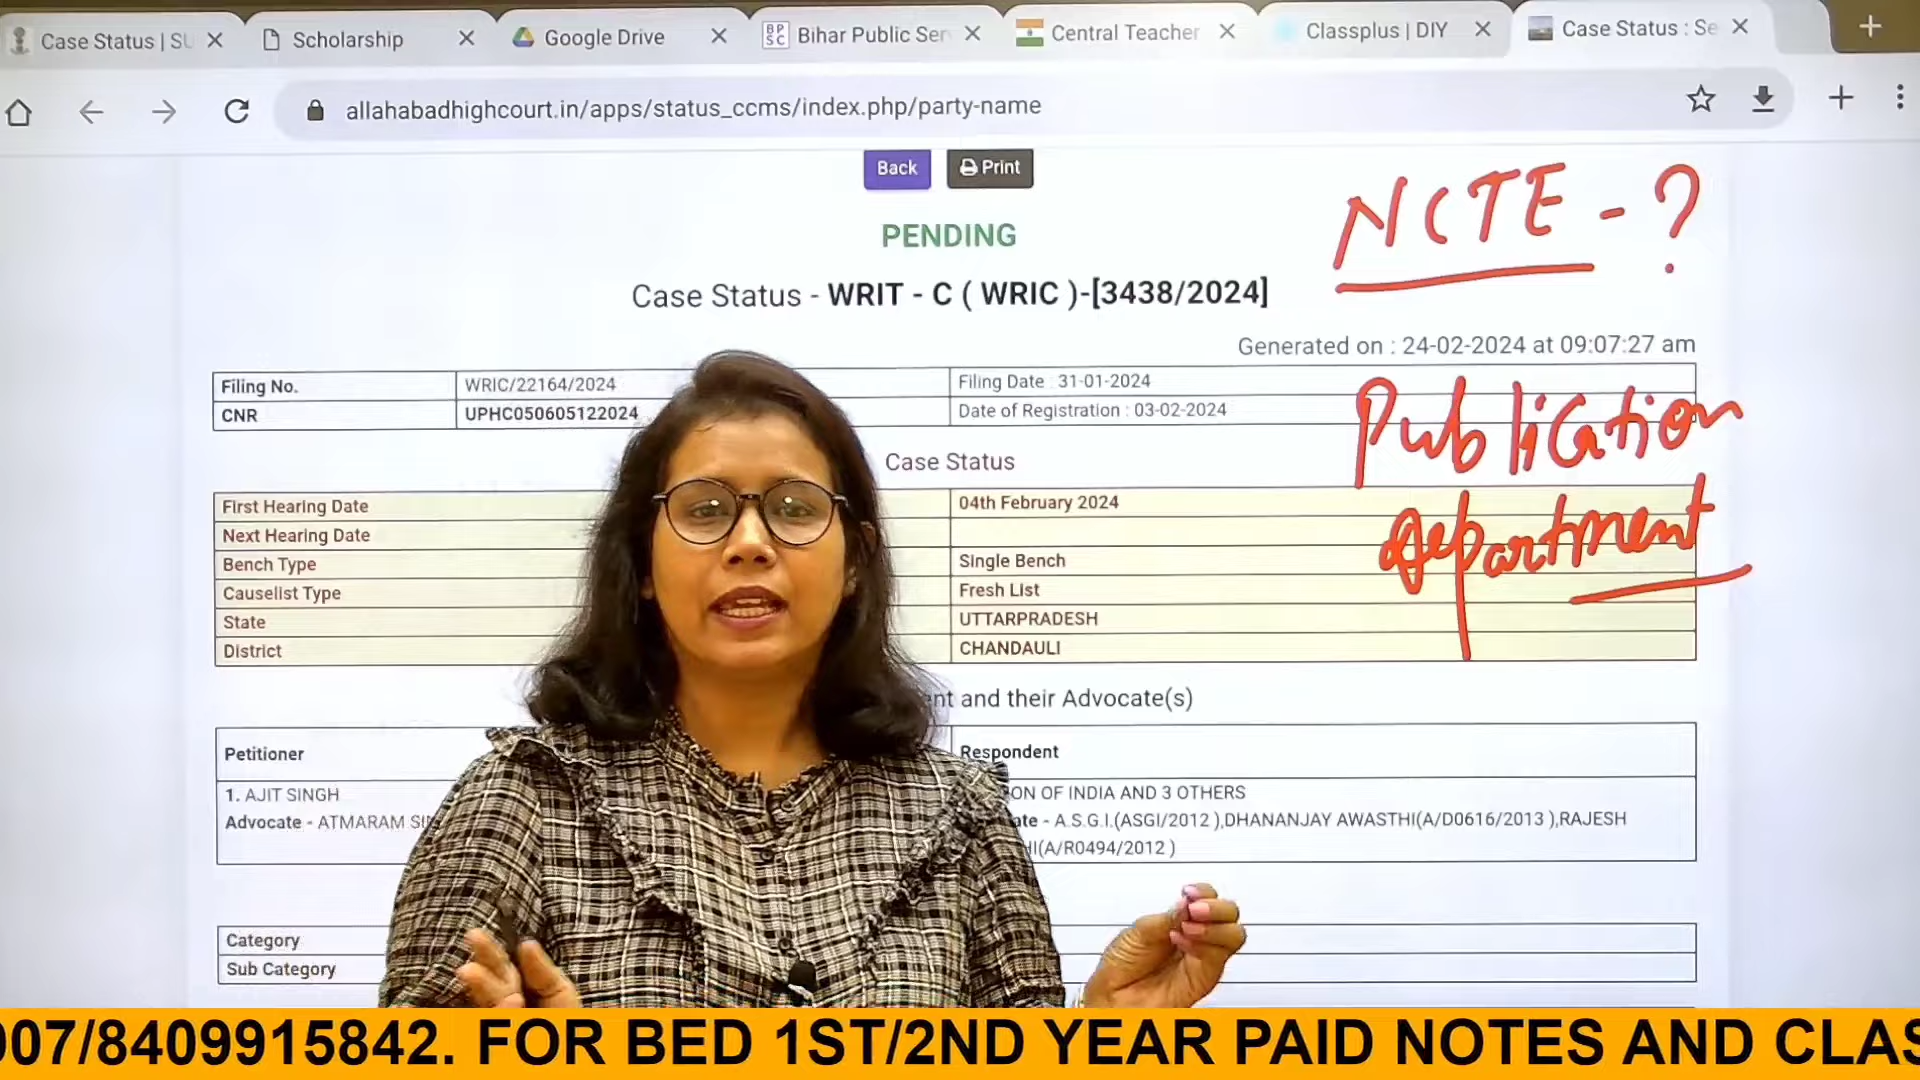 Case Status | SU
Scholarship
Google Drive
BPSC
Bihar Public Ser
Central Teacher
Classplus | DIY
Case Status : Se
allahabadhighcourt.in/apps/status_ccms/index.php/party-name
Back
Print
NCTE - ?
PENDING
Case Status - WRIT - C ( WRIC )-[3438/2024]
Generated on : 24-02-2024 at 09:07:27 am
Filing No. WRIC/22164/2024 Filing Date : 31-01-2024
CNR UPHC050605122024 Date of Registration : 03-02-2024
Publication
department
Case Status
First Hearing Date 04th February 2024
Next Hearing Date
Bench Type Single Bench
Causelist Type Fresh List
State UTTARPRADESH
District CHANDAULI
nt and their Advocate(s)
Petitioner Respondent
1. AJIT SINGH ON OF INDIA AND 3 OTHERS
Advocate - ATMARAM SIN ate - A.S.G.I.(ASGI/2012 ),DHANANJAY AWASTHI(A/D0616/2013 ),RAJESH
HI(A/R0494/2012 )
Category
Sub Category
007/8409915842. FOR BED 1ST/2ND YEAR PAID NOTES AND CLAS